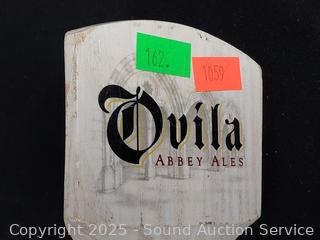 162.
1059
Ovila
ABBEY ALES
Copyright 2025 - Sound Auction Service